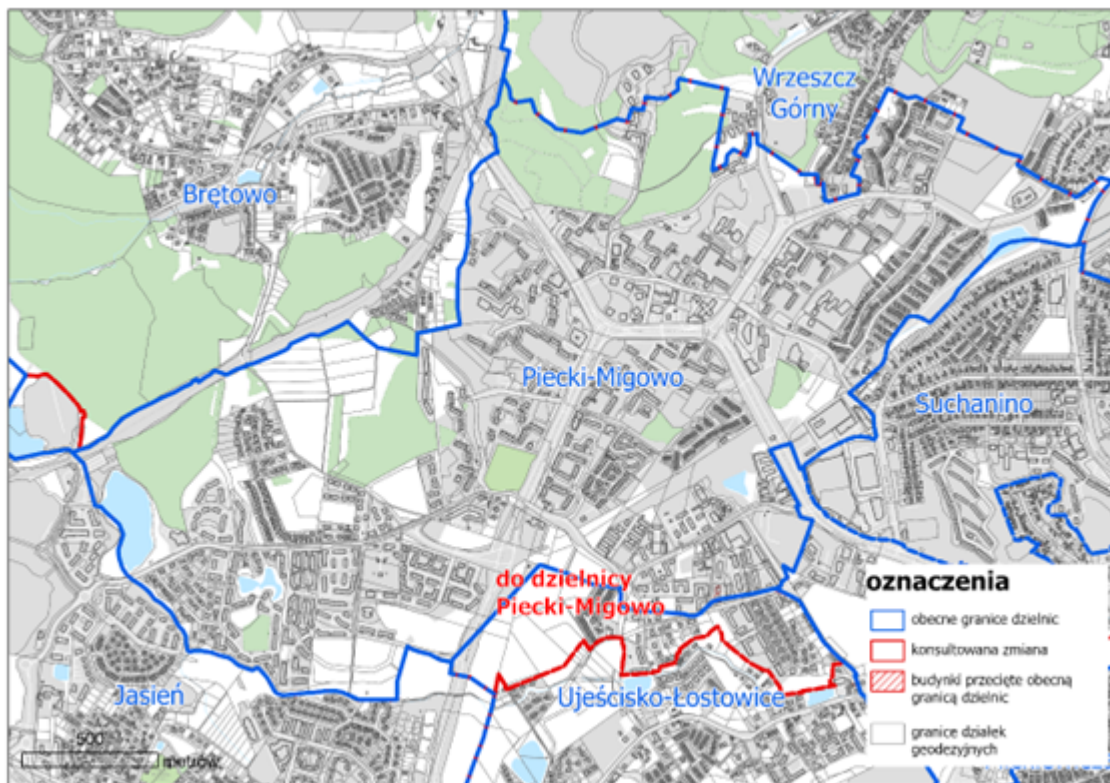 Wrzeszcz
Górny
Brętowo
Piecki-Migowo
Suchanino
do dzielnicy
Piecki-Migowo
Jasień
Ujeścisko-Łostowice
500
metrów
oznaczenia
obecne granice dzielnic
konsultowana zmiana
budynki przecięte obecną
granicą dzielnic
granice działek
geodezyjnych